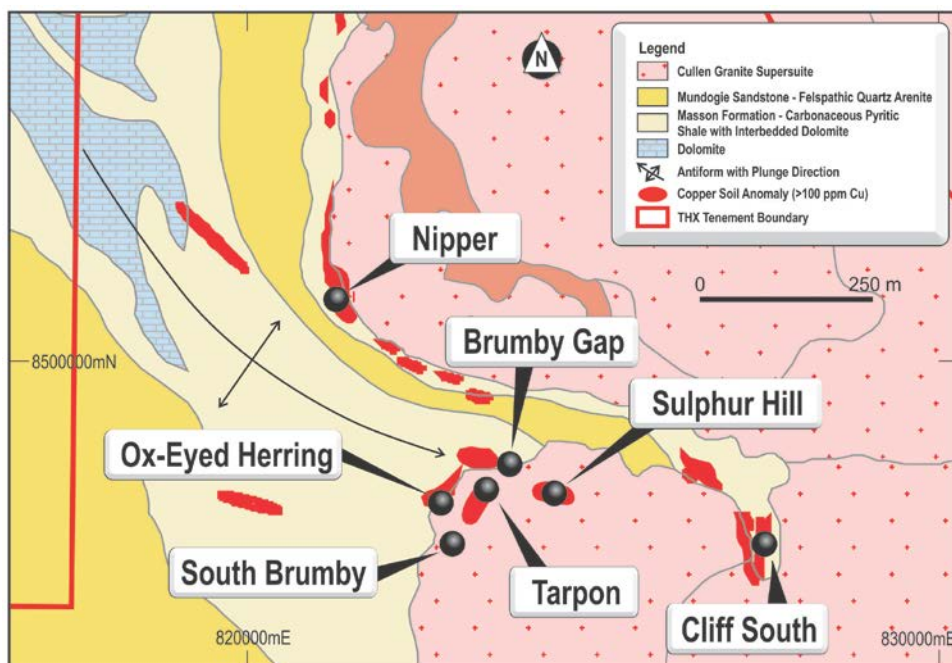 N
Legend
Cullen Granite Supersuite
Mundogie Sandstone - Felspathic Quartz Arenite
Masson Formation - Carbonaceous Pyritic
Shale with Interbedded Dolomite
Dolomite
Antiform with Plunge Direction
Copper Soil Anomaly (>100 ppm Cu)
THX Tenement Boundary
0 250 m
Nipper
Brumby Gap
8500000mN
Sulphur Hill
Ox-Eyed Herring
South Brumby
Tarpon
Cliff South
820000mE
830000mE